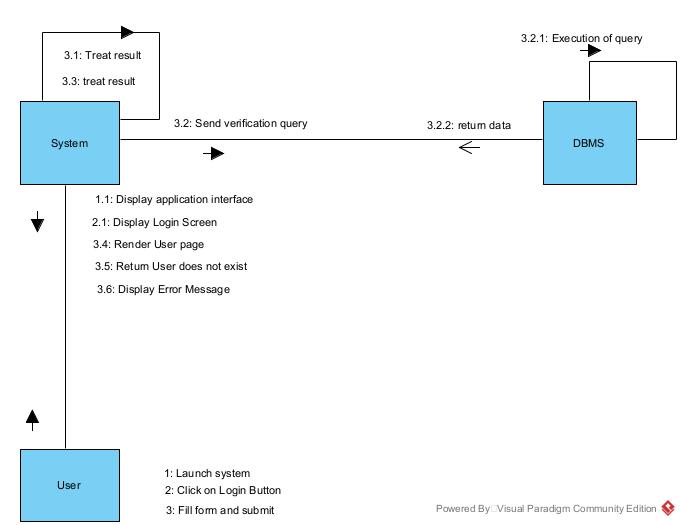 3.2.1: Execution of query
3.1: Treat result
3.3: treat result
3.2: Send verification query
3.2.2: return data
System
DBMS
1.1: Display application interface
2.1: Display Login Screen
3.4: Render User page
3.5: Return User does not exist
3.6: Display Error Message
User
1: Launch system
2: Click on Login Button
3: Fill form and submit
Powered By Visual Paradigm Community Edition